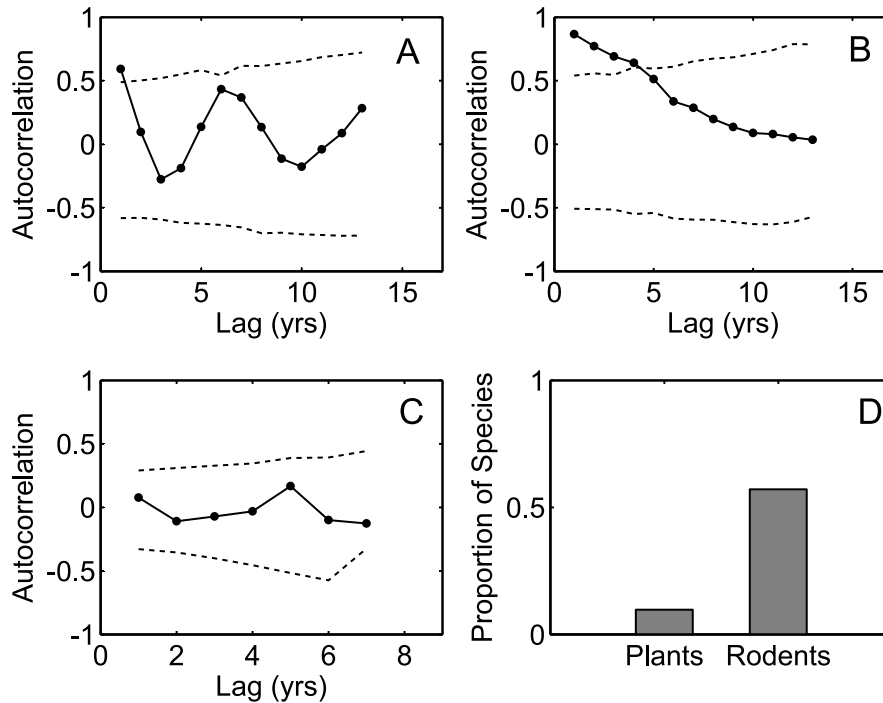 1
0.5
0
-0.5
-1
Autocorrelation
A
0 5 10 15
Lag (yrs)
1
0.5
0
-0.5
-1
Autocorrelation
B
0 5 10 15
Lag (yrs)
1
0.5
0
-0.5
-1
Autocorrelation
C
0 2 4 6 8
Lag (yrs)
1
0.5
0
Proportion of Species
D
Plants Rodents